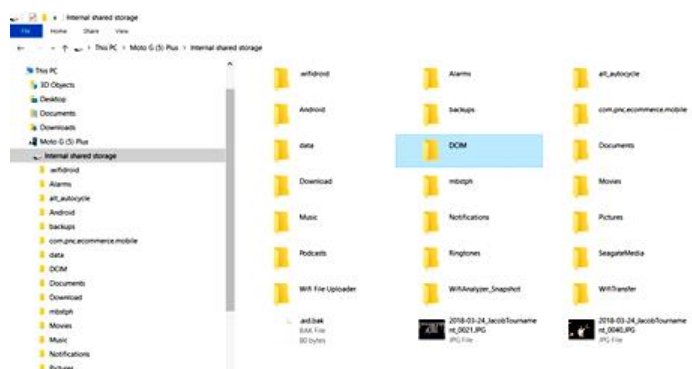 Internal shared storage
File Home Share View
This PC > Moto G (5) Plus > Internal shared storage
This PC
3D Objects
Desktop
Documents
Downloads
Moto G (5) Plus
Internal shared storage
.wifidroid
Alarms
alt_autocycle
Android
backups
com.pnc.ecommerce.mobile
data
DCIM
Documents
Download
mbstph
Movies
Music
Notifications
Pictures
.wifidroid Alarms alt_autocycle
Android backups com.pnc.ecommerce.mobile
data DCIM Documents
Download mbstph Movies
Music Notifications Pictures
Podcasts Ringtones SeagateMedia
Wifi File Uploader WifiAnalyzer_Snapshot WifiTransfer
.aid.bak 2018-03-24_JacobTourname 2018-03-24_JacobTourname
BAK File nt_0021.JPG nt_0040.JPG
80 bytes JPG File JPG File